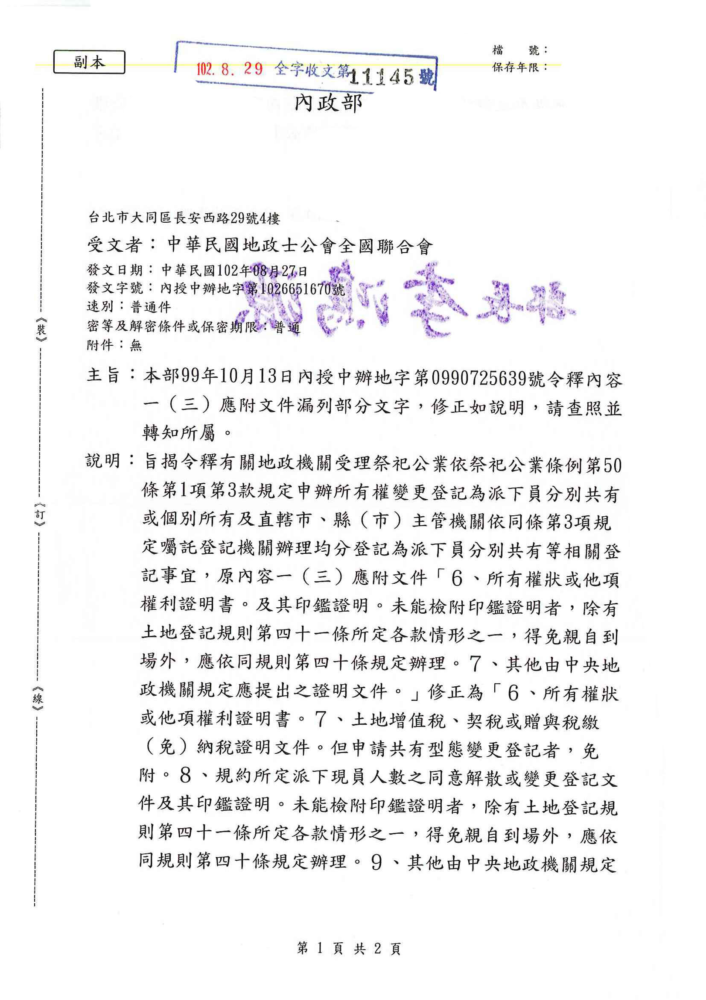 副本
檔　　號：
保存年限：
102. 8. 29 全字收文第11145號
內政部
台北市大同區長安西路29號4樓
受文者：中華民國地政士公會全國聯合會
發文日期：中華民國102年08月27日
發文字號：內授中辦地字第1026651670號
速別：普通件
密等及解密條件或保密期限：普通
附件：無
主旨：本部99年10月13日內授中辦地字第0990725639號令釋內容
一（三）應附文件漏列部分文字，修正如說明，請查照並
轉知所屬。
說明：旨揭令釋有關地政機關受理祭祀公業依祭祀公業條例第50
條第1項第3款規定申辦所有權變更登記為派下員分別共有
或個別所有及直轄市、縣（市）主管機關依同條第3項規
定囑託登記機關辦理均分登記為派下員分別共有等相關登
記事宜，原內容一（三）應附文件「６、所有權狀或他項
權利證明書。及其印鑑證明。未能檢附印鑑證明者，除有
土地登記規則第四十一條所定各款情形之一，得免親自到
場外，應依同規則第四十條規定辦理。７、其他由中央地
政機關規定應提出之證明文件。」修正為「６、所有權狀
或他項權利證明書。７、土地增值稅、契稅或贈與稅繳
（免）納稅證明文件。但申請共有型態變更登記者，免
附。８、規約所定派下現員人數之同意解散或變更登記文
件及其印鑑證明。未能檢附印鑑證明者，除有土地登記規
則第四十一條所定各款情形之一，得免親自到場外，應依
同規則第四十條規定辦理。９、其他由中央地政機關規定
《裝》
《訂》
《線》
第 1 頁 共 2 頁